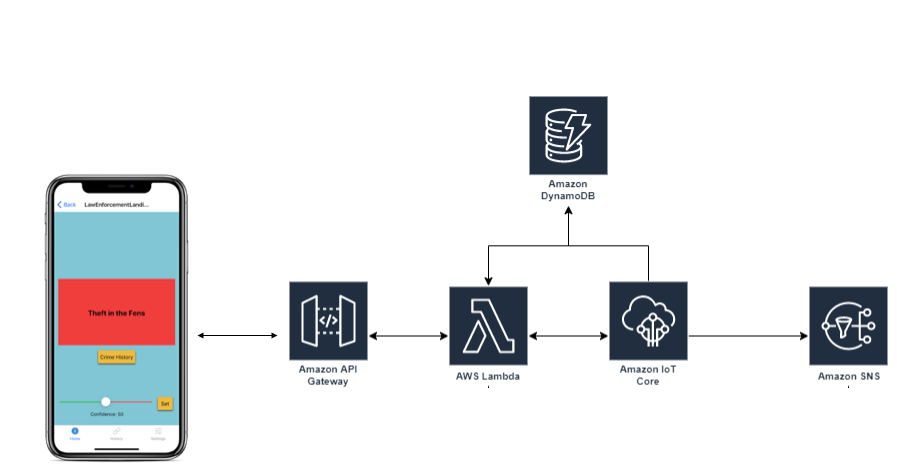 Amazon
DynamoDB
Back LawEnforcementLandi...
Theft in the Fens
Crime History
Set
Confidence: 50
Home History Settings
Amazon API
Gateway
AWS Lambda
Amazon IoT
Core
Amazon SNS